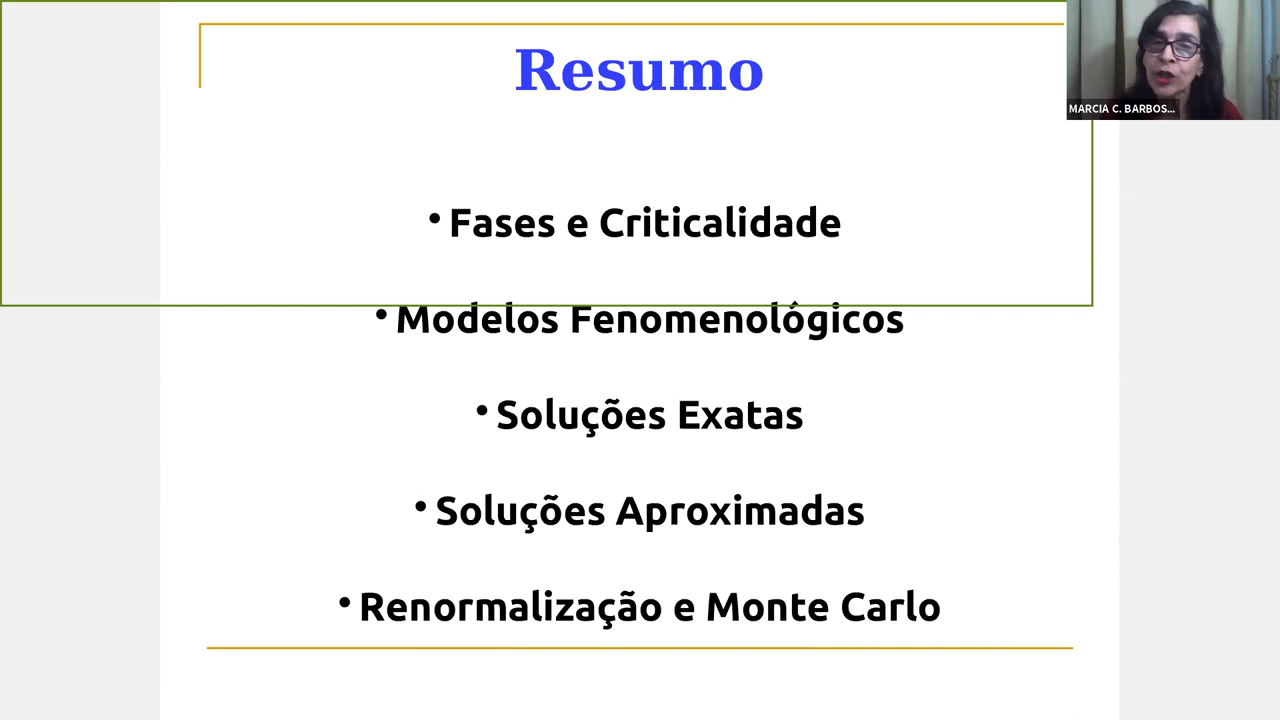 Resumo
MARCIA C. BARBOS...
• Fases e Criticalidade
• Modelos Fenomenológicos
• Soluções Exatas
• Soluções Aproximadas
• Renormalização e Monte Carlo